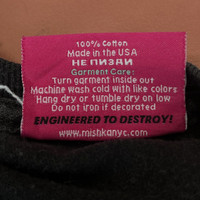 100% Cotton
Made in the USA
НЕ ПИЗДИ
Garment Care:
Turn garment inside out
Machine wash cold with like colors
Hang dry or tumble dry on low
Do not iron if decorated
ENGINEERED TO DESTROY!
www.mishkanyc.com